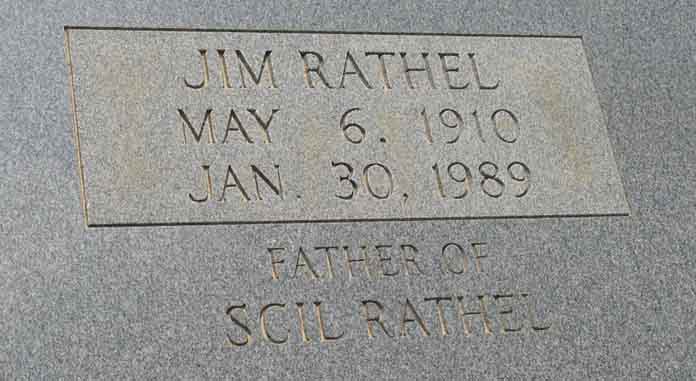 JIM RATHEL
MAY 6, 1910
JAN. 30, 1989
FATHER OF
SCIL RATHEL